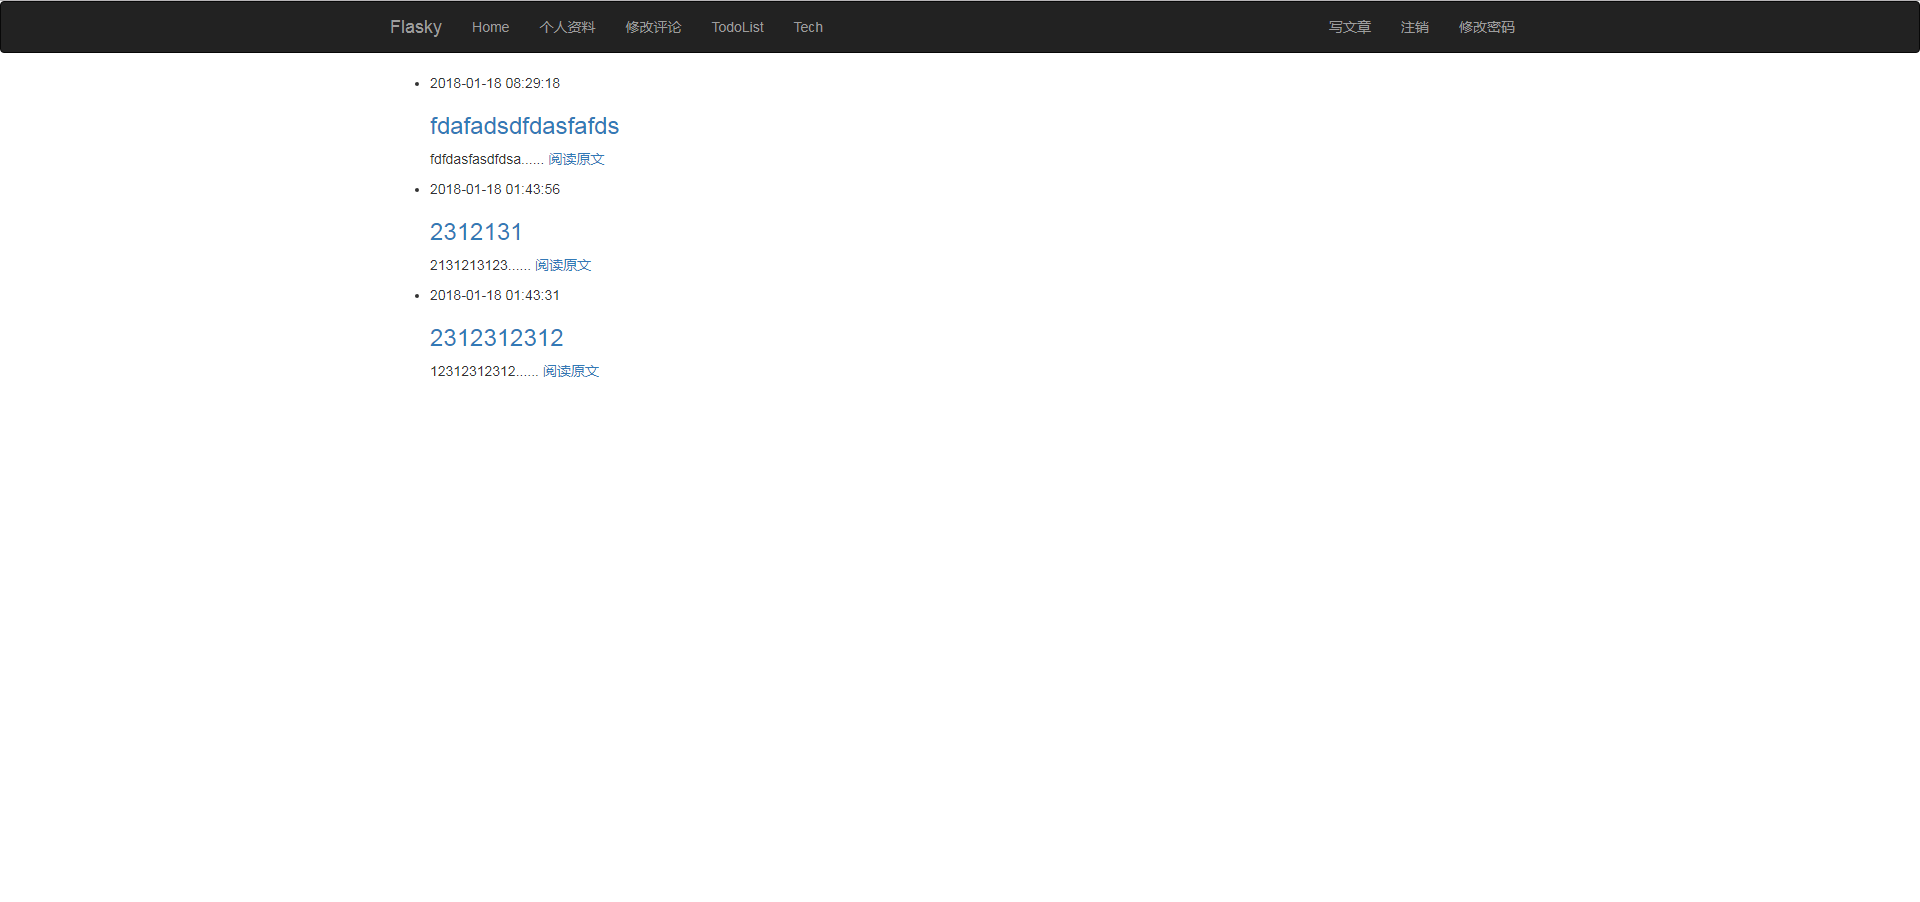 Flasky Home 个人资料 修改评论 TodoList Tech 写文章 注销 修改密码
2018-01-18 08:29:18
fdafadsdfdasfafds
fdfdasfasdfdsa...... 阅读原文
2018-01-18 01:43:56
2312131
2131213123...... 阅读原文
2018-01-18 01:43:31
2312312312
12312312312...... 阅读原文